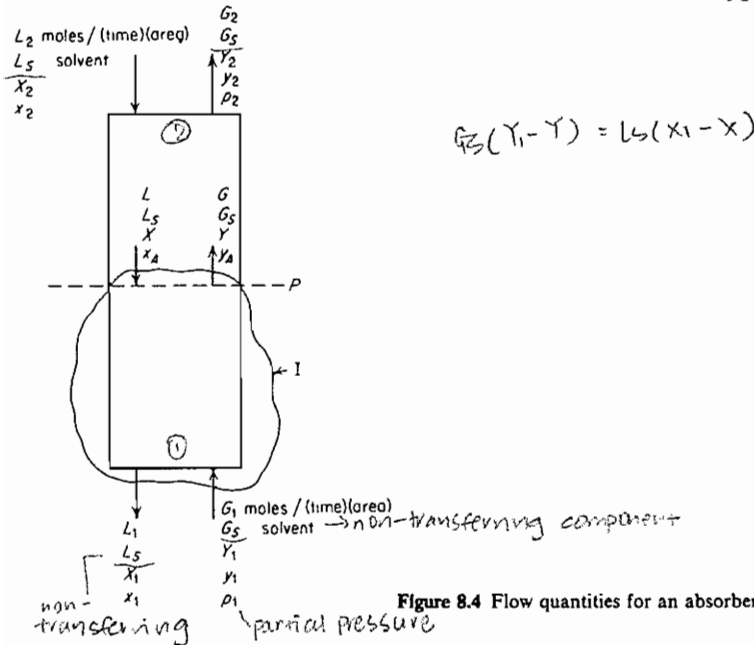 G₂
L₂ moles/(time)(area)
G_S
L_S solvent
Y₂
X₂
y₂
x₂
p₂
②
G_S(Y₁ - Y) = L_S(X₁ - X)
L G
L_S G_S
X Y
x_A y_A
P
I
①
G₁ moles/(time)(area)
L₁
G_S solvent → non-transferring component
L_S
Y₁
X₁
y₁
x₁
p₁
non-transferring
partial pressure
Figure 8.4 Flow quantities for an absorber